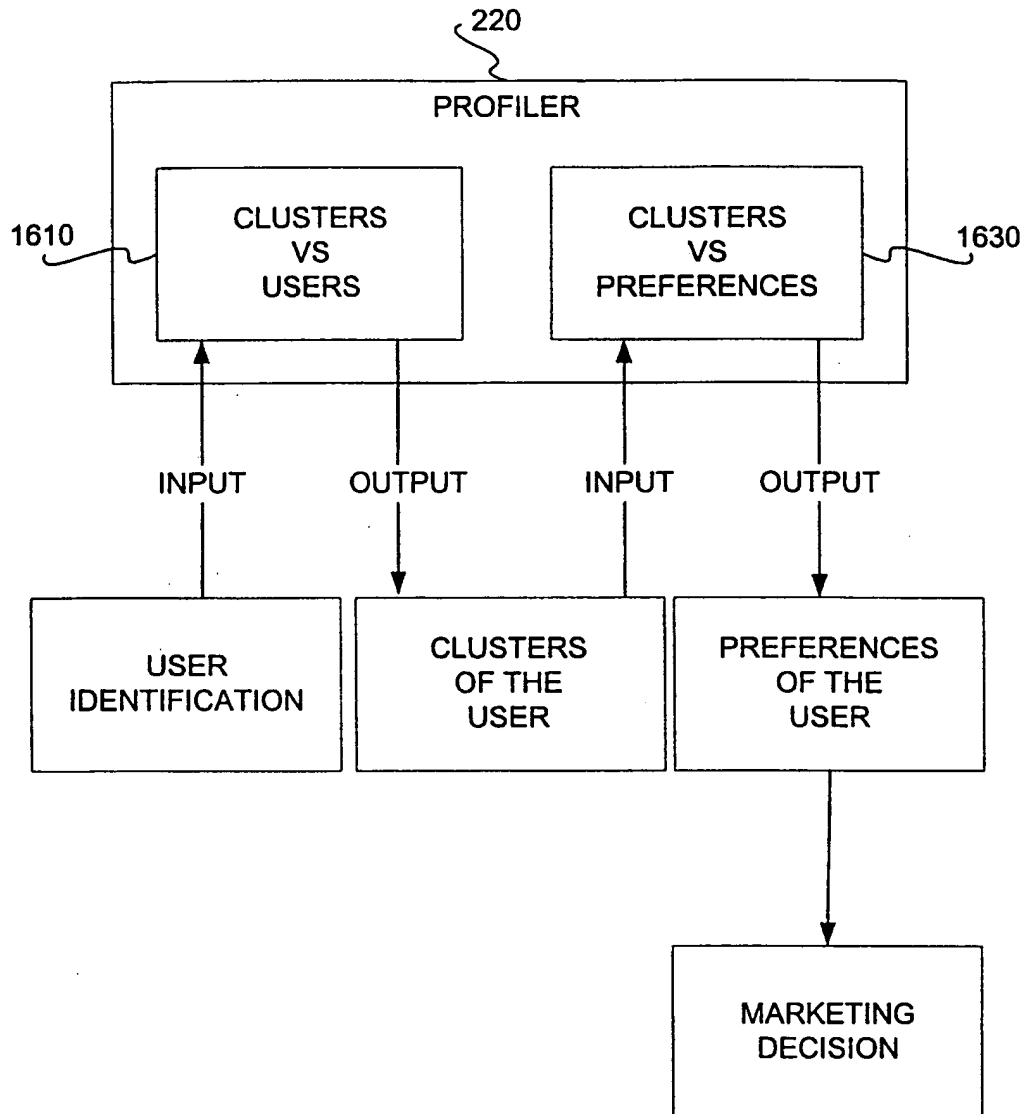 220
PROFILER
1610
CLUSTERS
VS
USERS
CLUSTERS
VS
PREFERENCES
1630
INPUT
OUTPUT
INPUT
OUTPUT
USER
IDENTIFICATION
CLUSTERS
OF THE
USER
PREFERENCES
OF THE
USER
MARKETING
DECISION